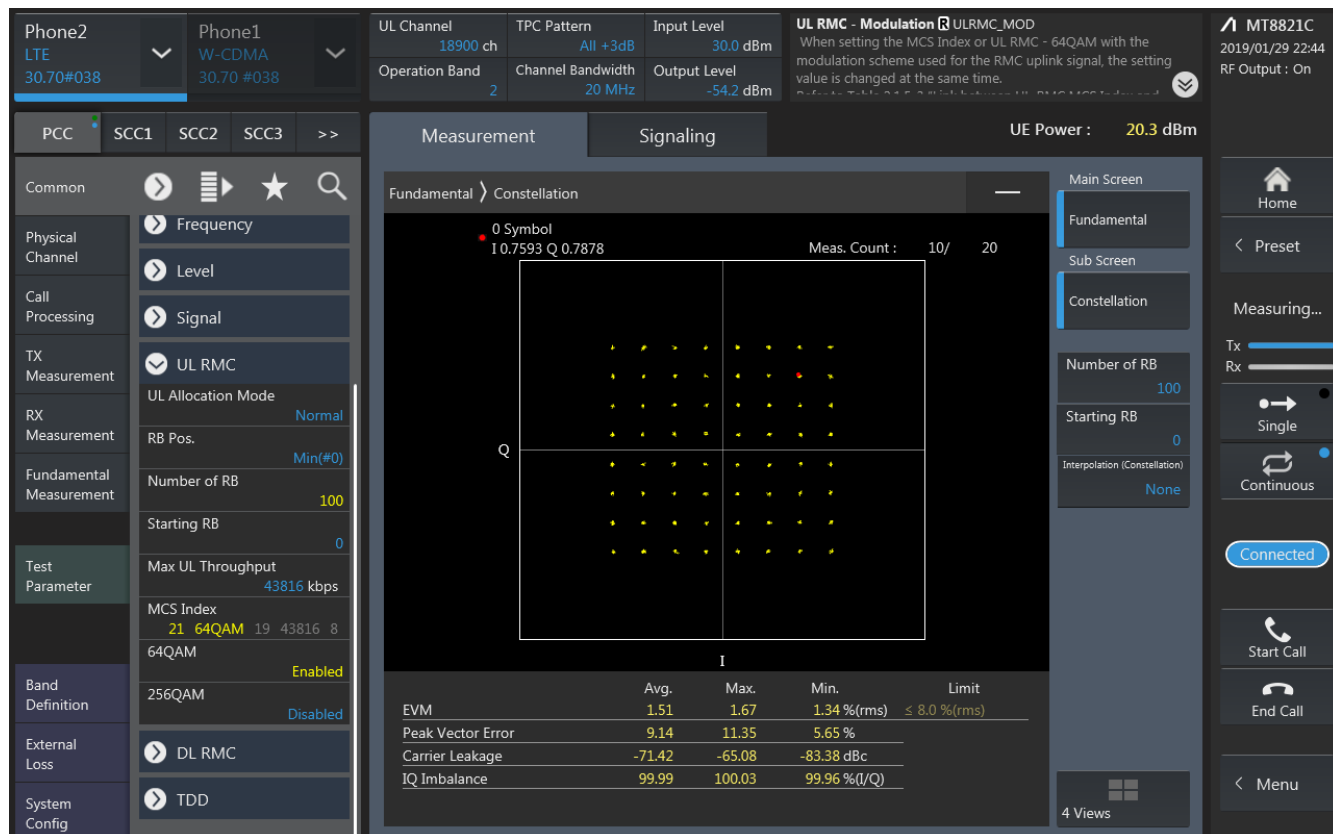 Phone2
LTE
30.70#038
Phone1
W-CDMA
30.70 #038
UL Channel
18900 ch
Operation Band
2
TPC Pattern
All +3dB
Channel Bandwidth
20 MHz
Input Level
30.0 dBm
Output Level
-54.2 dBm
UL RMC - Modulation R ULRMC_MOD
When setting the MCS Index or UL RMC - 64QAM with the
modulation scheme used for the RMC uplink signal, the setting
value is changed at the same time.
MT8821C
2019/01/29 22:44
RF Output : On
PCC SCC1 SCC2 SCC3 >>
Measurement Signaling
UE Power : 20.3 dBm
Common
Physical
Channel
Call
Processing
TX
Measurement
RX
Measurement
Fundamental
Measurement
Test
Parameter
Band
Definition
External
Loss
System
Config
Frequency
Level
Signal
UL RMC
UL Allocation Mode
Normal
RB Pos.
Min(#0)
Number of RB
100
Starting RB
0
Max UL Throughput
43816 kbps
MCS Index
21 64QAM 19 43816 8
64QAM
Enabled
256QAM
Disabled
DL RMC
TDD
Fundamental Constellation
0 Symbol
I 0.7593 Q 0.7878
Meas. Count : 10/ 20
Q
I
Avg. Max. Min. Limit
EVM 1.51 1.67 1.34 %(rms) ≤ 8.0 %(rms)
Peak Vector Error 9.14 11.35 5.65 %
Carrier Leakage -71.42 -65.08 -83.38 dBc
IQ Imbalance 99.99 100.03 99.96 %(I/Q)
Main Screen
Fundamental
Sub Screen
Constellation
Number of RB
100
Starting RB
0
Interpolation (Constellation)
None
4 Views
Home
< Preset
Measuring...
Tx
Rx
Single
Continuous
Connected
Start Call
End Call
< Menu